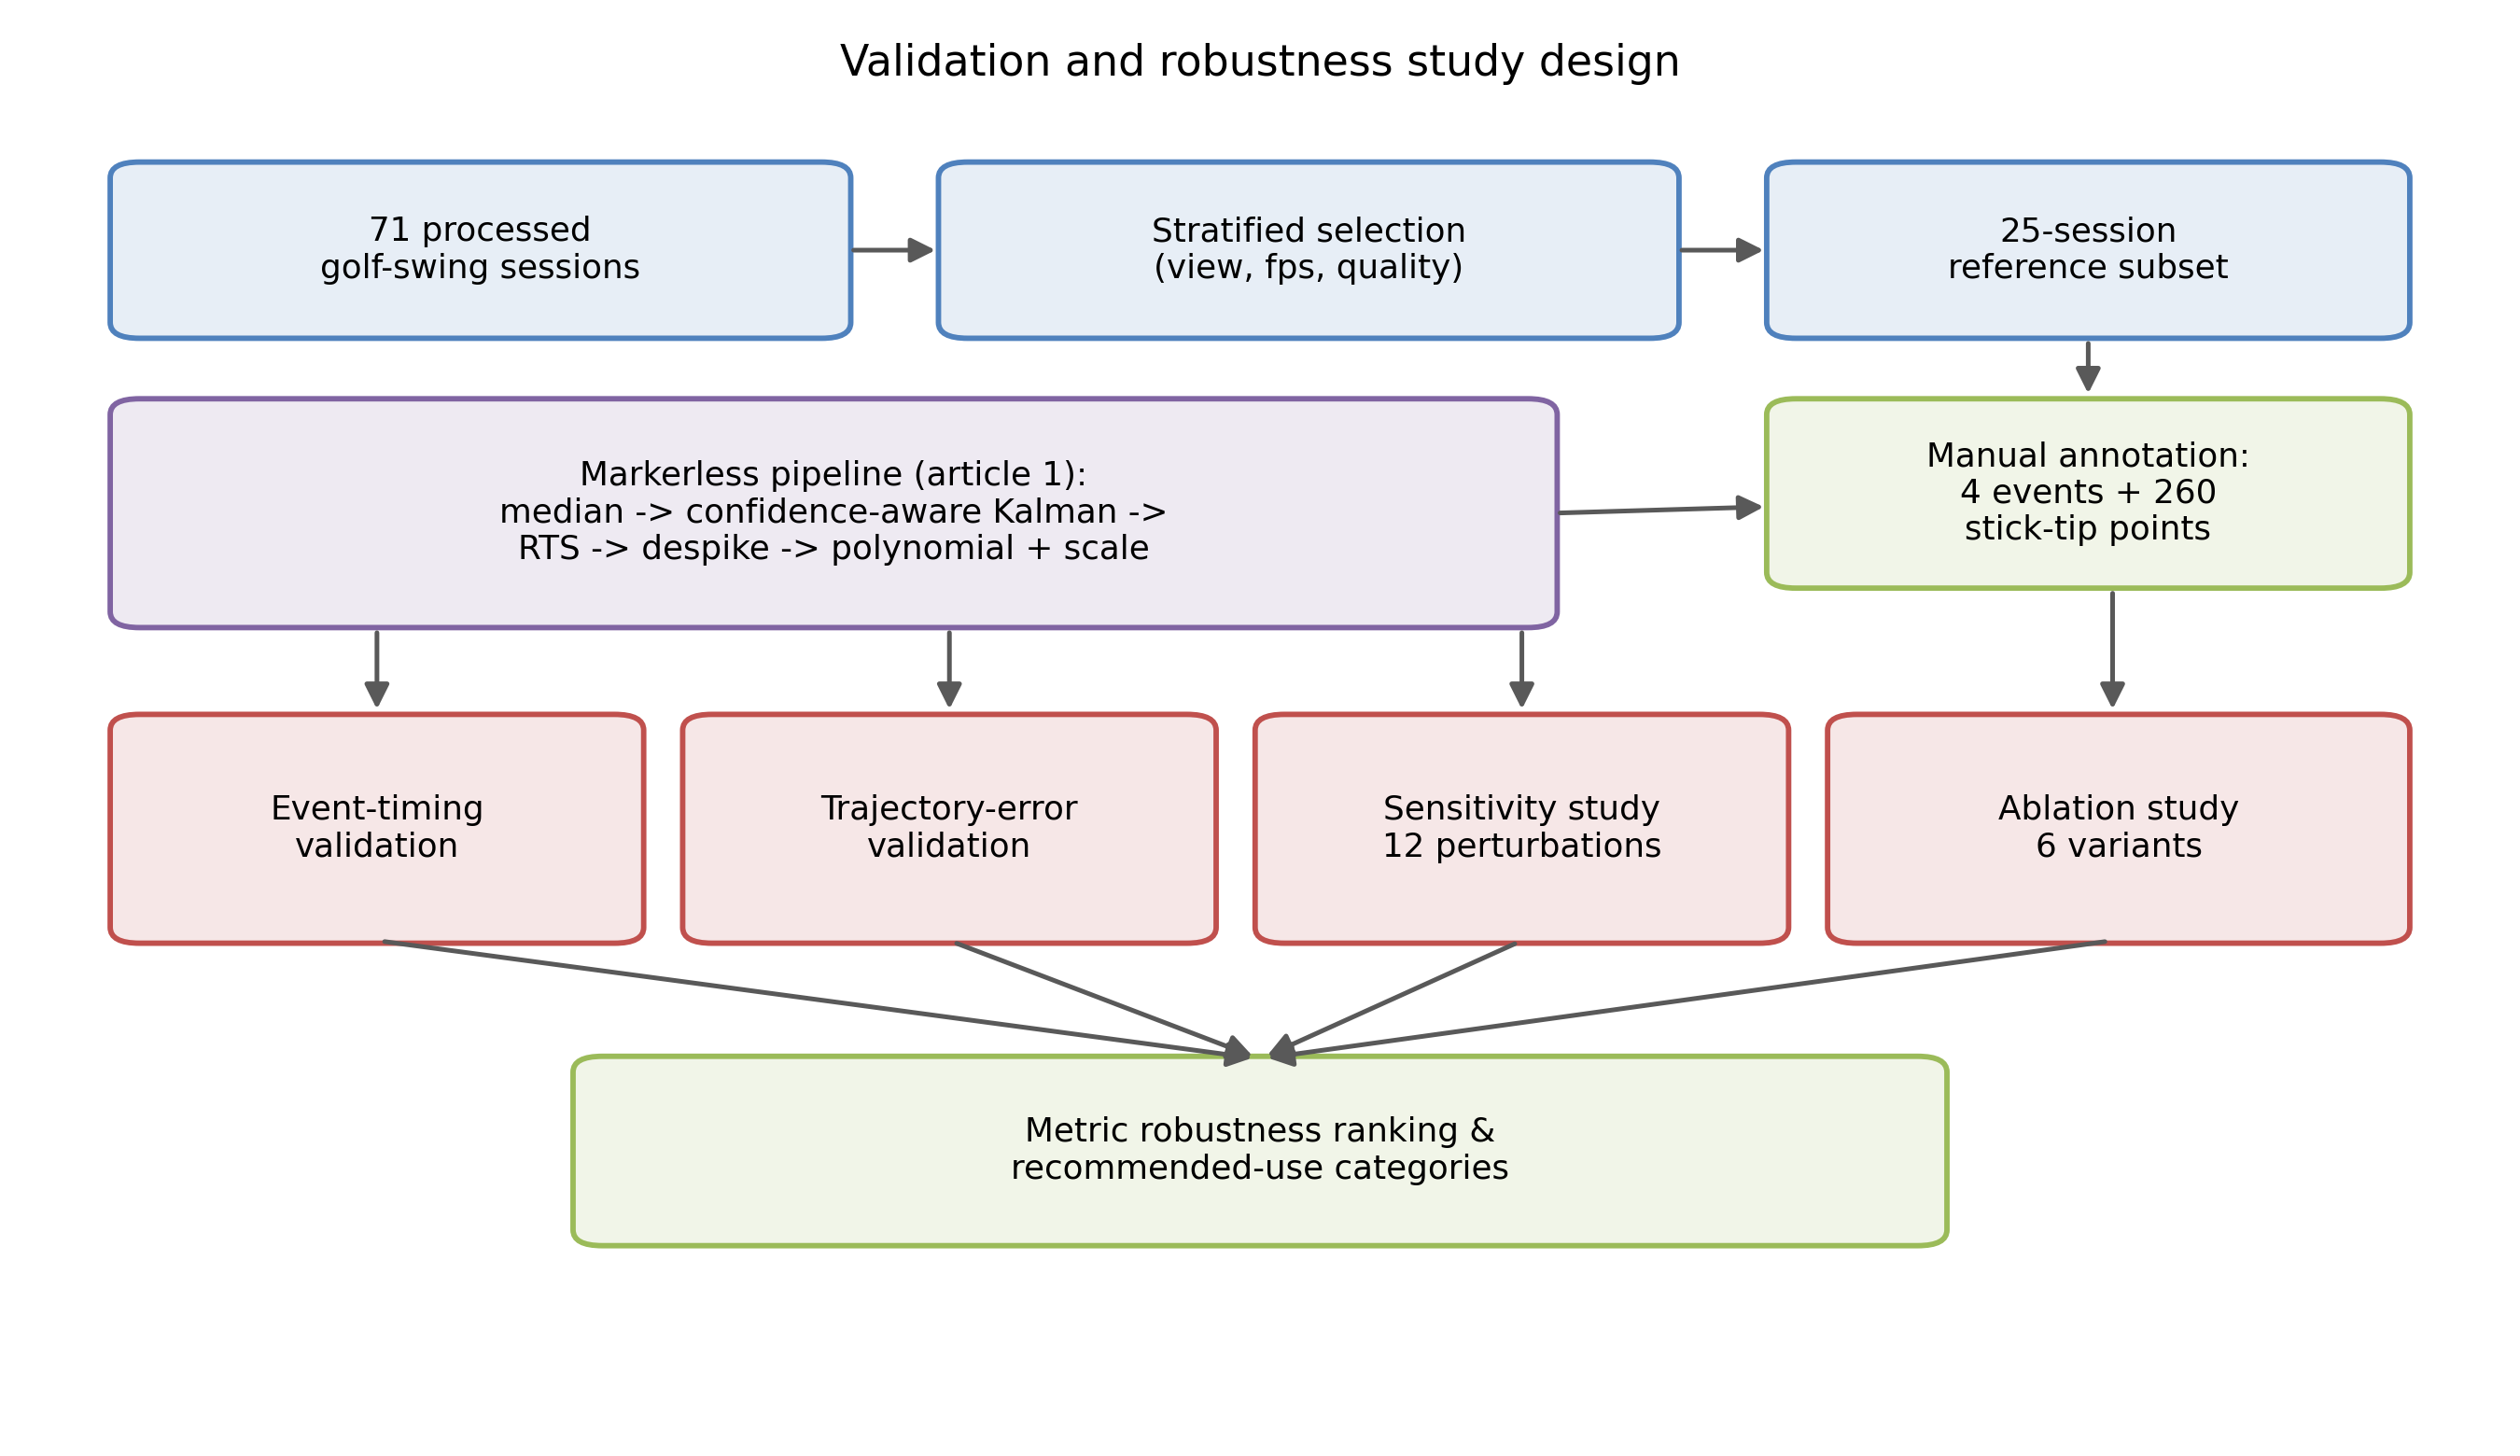 Validation and robustness study design
71 processed
golf-swing sessions
Stratified selection
(view, fps, quality)
25-session
reference subset
Markerless pipeline (article 1):
median -> confidence-aware Kalman ->
RTS -> despike -> polynomial + scale
Manual annotation:
4 events + 260
stick-tip points
Event-timing
validation
Trajectory-error
validation
Sensitivity study
12 perturbations
Ablation study
6 variants
Metric robustness ranking &
recommended-use categories